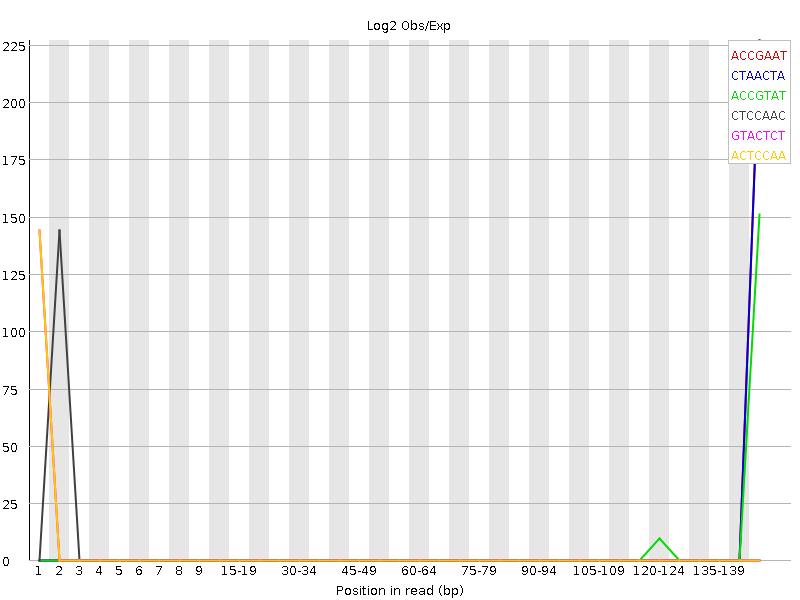 Log2 Obs/Exp
225
200
175
150
125
100
75
50
25
0
ACCGAAT
CTAACTA
ACCGTAT
CTCCAAC
GTACTCT
ACTCCAA
1 2 3 4 5 6 7 8 9 15-19 30-34 45-49 60-64 75-79 90-94 105-109 120-124 135-139
Position in read (bp)